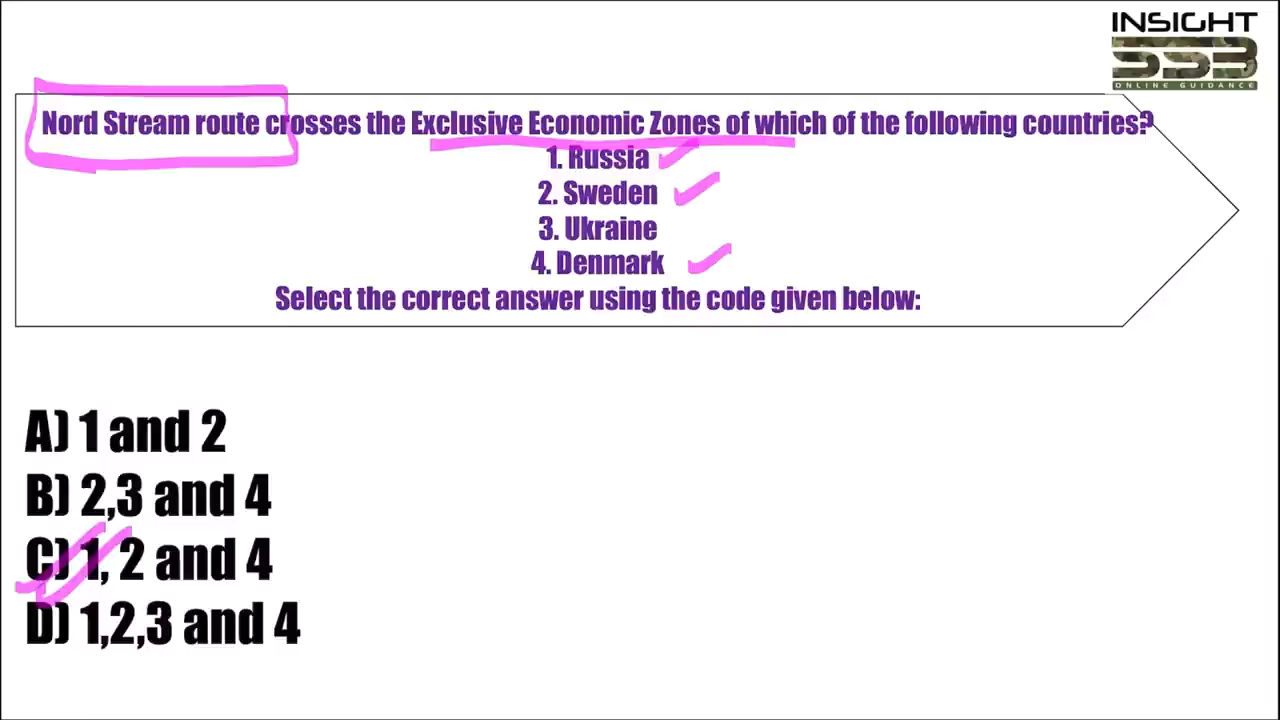 INSIGHT
SSB
ONLINE GUIDANCE
Nord Stream route crosses the Exclusive Economic Zones of which of the following countries?
1. Russia
2. Sweden
3. Ukraine
4. Denmark
Select the correct answer using the code given below:
A) 1 and 2
B) 2,3 and 4
C) 1, 2 and 4
D) 1,2,3 and 4